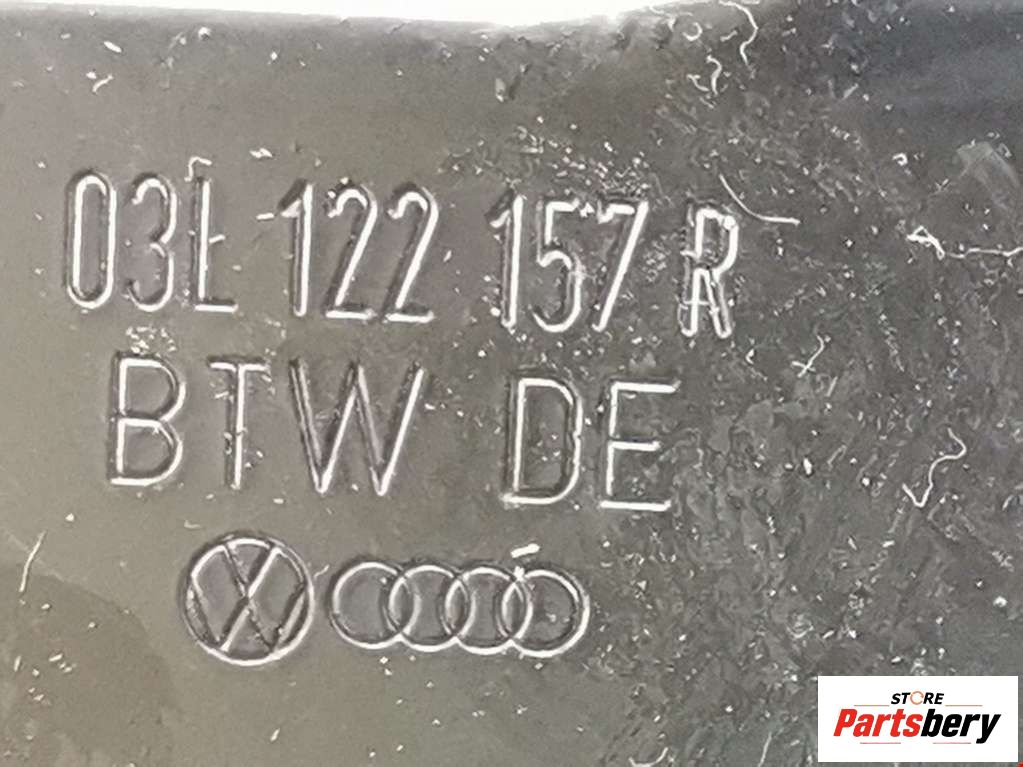 03L 122 157 R
BTW DE
STORE
Partsbery